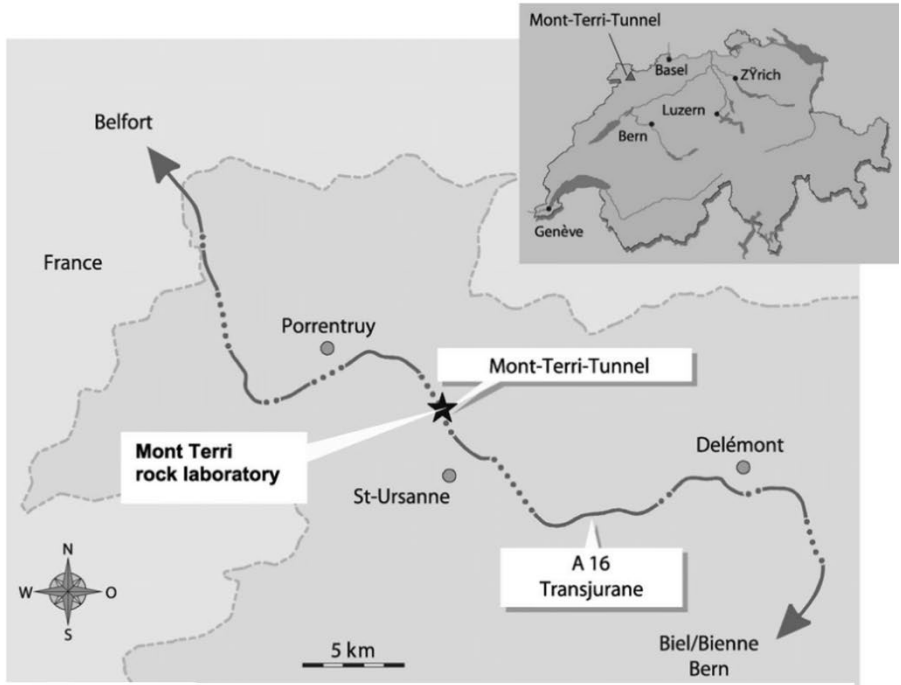 Mont-Terri-Tunnel
Basel
ZŸrich
Luzern
Bern
Genève
Belfort
France
Porrentruy
Mont-Terri-Tunnel
Mont Terri
rock laboratory
St-Ursanne
Delémont
A 16
Transjurane
N
W
O
S
5 km
Biel/Bienne
Bern